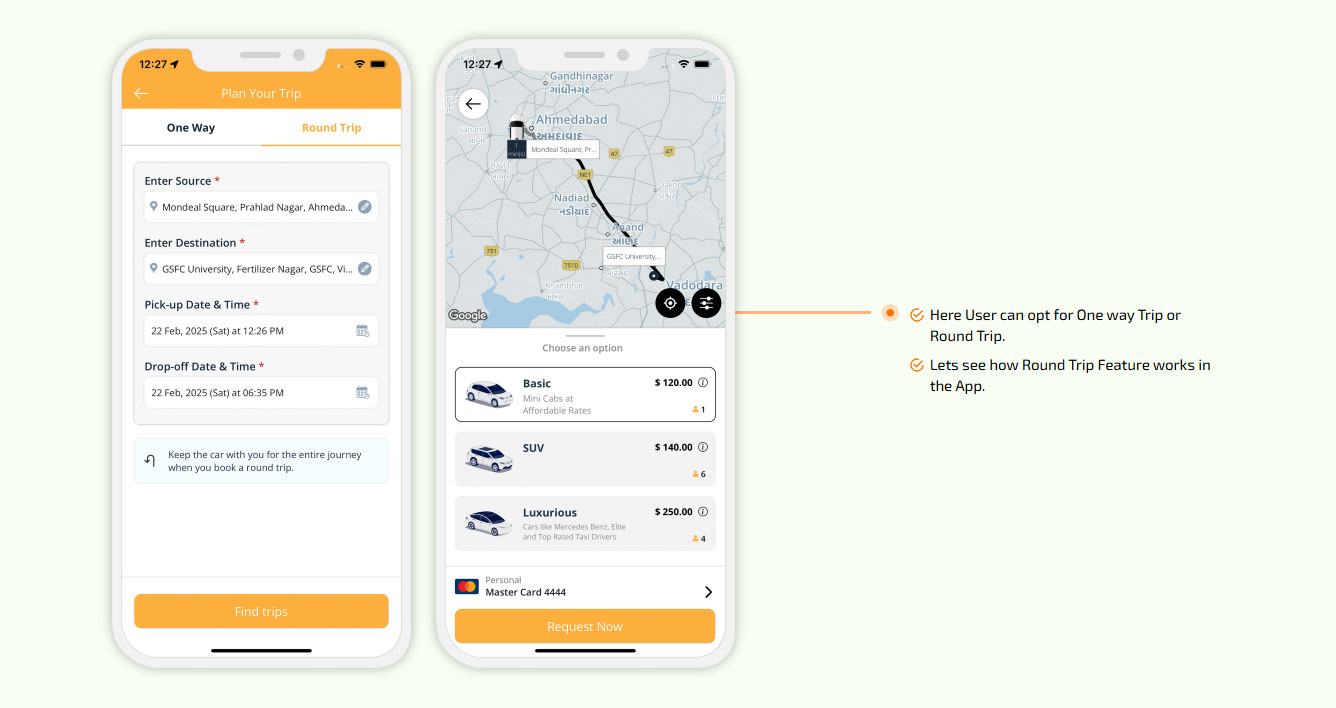 12:27
Plan Your Trip
One Way
Round Trip
Enter Source *
Mondeal Square, Prahlad Nagar, Ahmeda...
Enter Destination *
GSFC University, Fertilizer Nagar, GSFC, Vi...
Pick-up Date & Time *
22 Feb, 2025 (Sat) at 12:26 PM
Drop-off Date & Time *
22 Feb, 2025 (Sat) at 06:35 PM
Keep the car with you for the entire journey
when you book a round trip.
Find trips
12:27
Gandhinagar
ગાંધીનગર
Ahmedabad
અમદાવાદ
Sanand
1
min(s)
Mondeal Square, Pr...
47
47
NE1
Nadiad
નડીયાદ
Anand
આણંદ
751
751D
GSFC University,...
Khambhat
Vadodara
Google
Choose an option
Basic
$ 120.00
Mini Cabs at
Affordable Rates
1
SUV
$ 140.00
6
Luxurious
$ 250.00
Cars like Mercedes Benz, Elite
and Top Rated Taxi Drivers
4
Personal
Master Card 4444
Request Now
Here User can opt for One way Trip or
Round Trip.
Lets see how Round Trip Feature works in
the App.